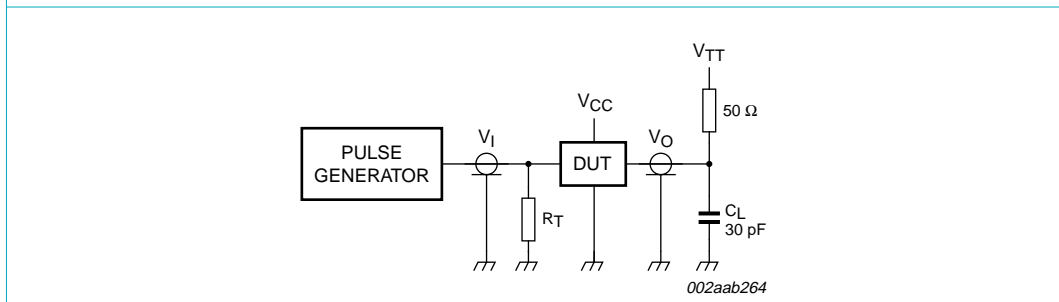 VTT
VCC
50 Ω
VI
VO
PULSE
GENERATOR
DUT
RT
CL
30 pF
002aab264